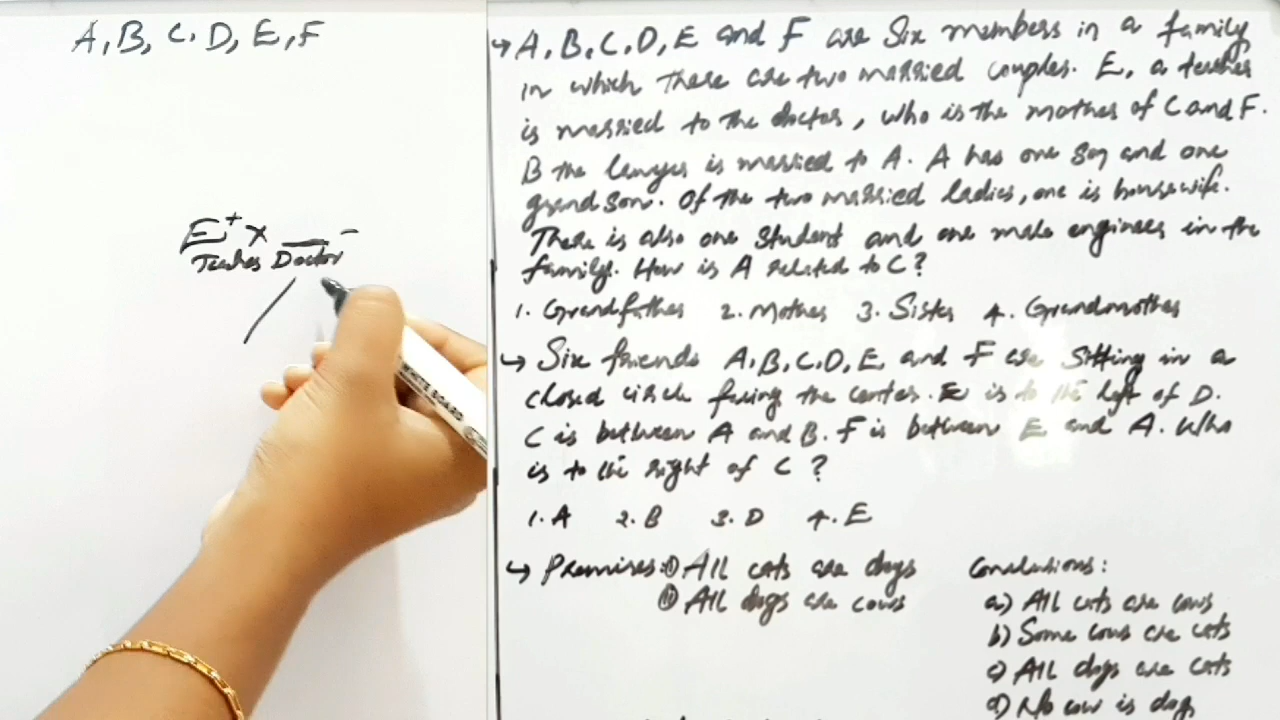 A, B, C, D, E, F
E⁺ × __ ⁻
Teacher Doctor
→ A, B, C, D, E and F are Six members in a family
in which There are two married couples. E, a teacher
is married to the doctor, who is the mother of C and F.
B the lawyer is married to A. A has one son and one
grand son. Of the two married ladies, one is housewife.
There is also one Student and one male engineer in the
family. How is A related to C?
1. Grandfather 2. Mother 3. Sister 4. Grandmother
→ Six friends A, B, C, D, E, and F are Sitting in a
closed circle facing the center. E is to the left of D.
C is between A and B. F is between E and A. Who
is to the right of C ?
1. A 2. B 3. D 4. E
→ Premises: (i) All cats are dogs
(ii) All dogs are cows
Conclusions:
a) All cats are cows
b) Some cows are cats
c) All dogs are cats
d) No cow is dog
WHITE BOARD